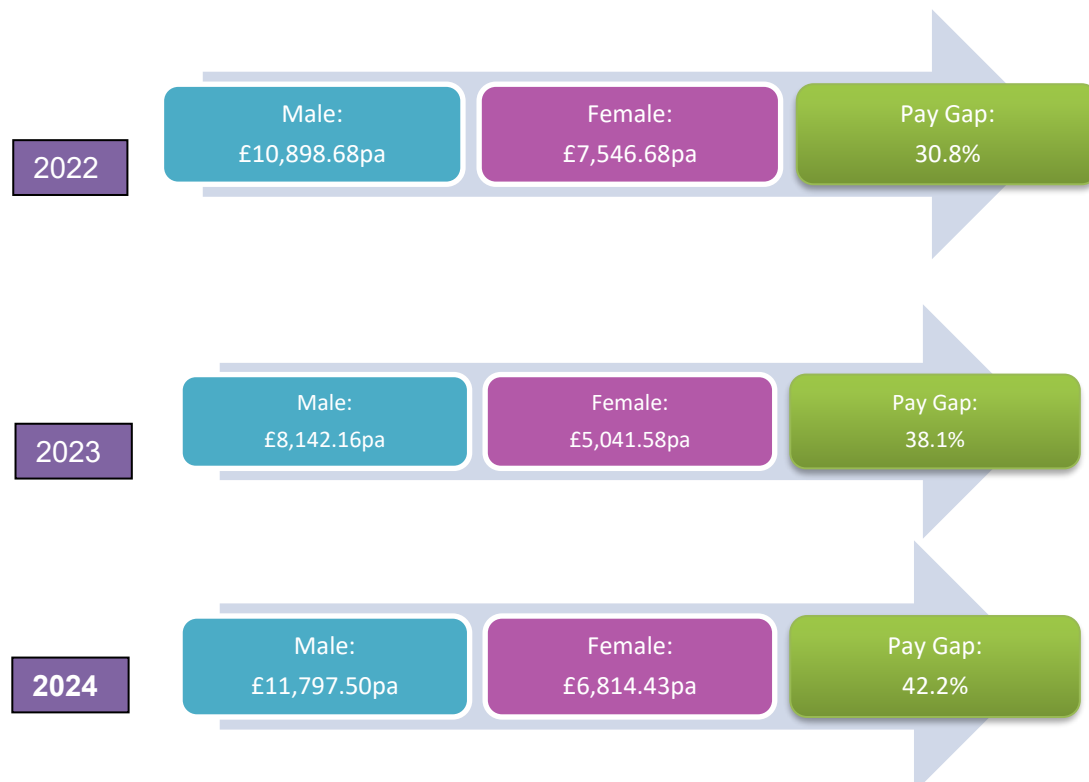 2022
Male:
£10,898.68pa
Female:
£7,546.68pa
Pay Gap:
30.8%
2023
Male:
£8,142.16pa
Female:
£5,041.58pa
Pay Gap:
38.1%
2024
Male:
£11,797.50pa
Female:
£6,814.43pa
Pay Gap:
42.2%